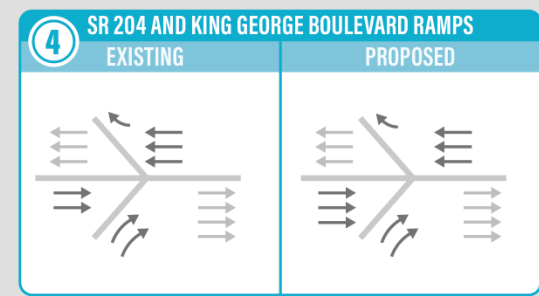 4
SR 204 AND KING GEORGE BOULEVARD RAMPS
EXISTING
PROPOSED